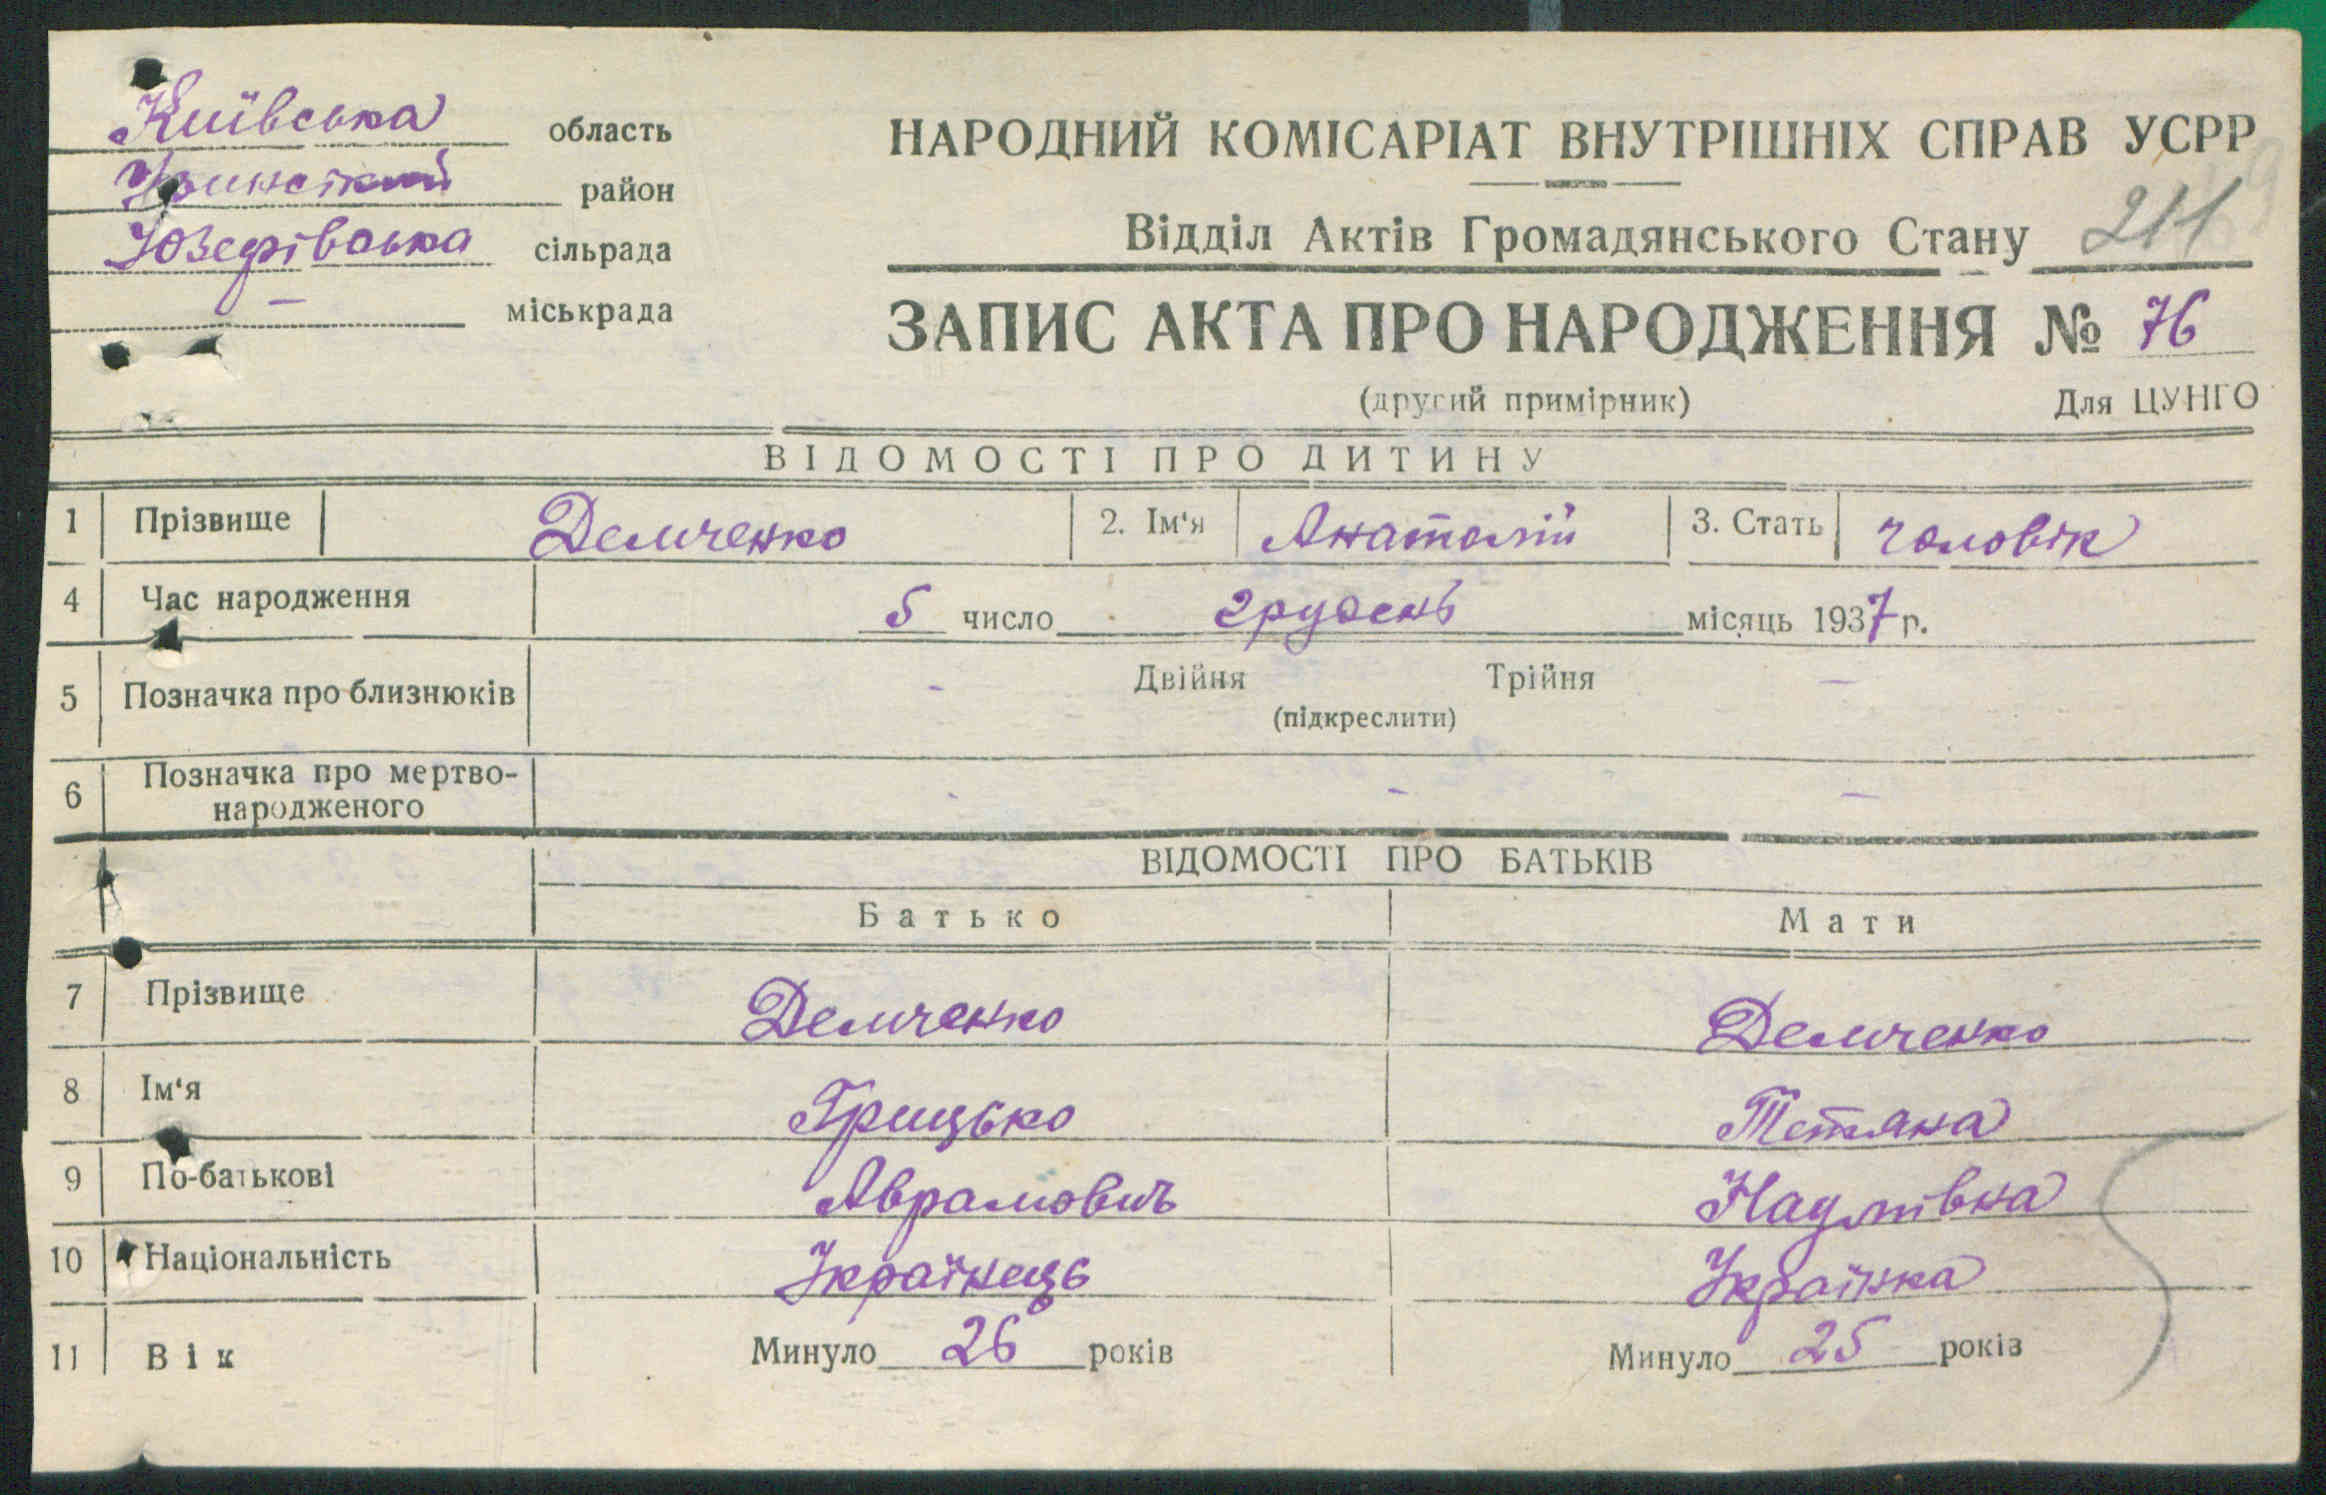 Київська область
район
Юзефівська сільрада
— міськрада
НАРОДНИЙ КОМІСАРІАТ ВНУТРІШНІХ СПРАВ УСРР
Відділ Актів Громадянського Стану 211
ЗАПИС АКТА ПРО НАРОДЖЕННЯ № 76
(другий примірник) Для ЦУНГО
ВІДОМОСТІ ПРО ДИТИНУ
1 Прізвище Демченко 2. Ім'я Анатолій 3. Стать чоловік
4 Час народження 5 число грудень місяць 1937 р.
5 Позначка про близнюків - Двійня Трійня —
(підкреслити)
6 Позначка про мертво-
народженого - - —
ВІДОМОСТІ ПРО БАТЬКІВ
Батько Мати
7 Прізвище Демченко Демченко
8 Ім'я Грицько Тетяна
9 По-батькові Аврамович Наумівна
10 Національність Українець Українка
11 Вік Минуло 26 років Минуло 25 років